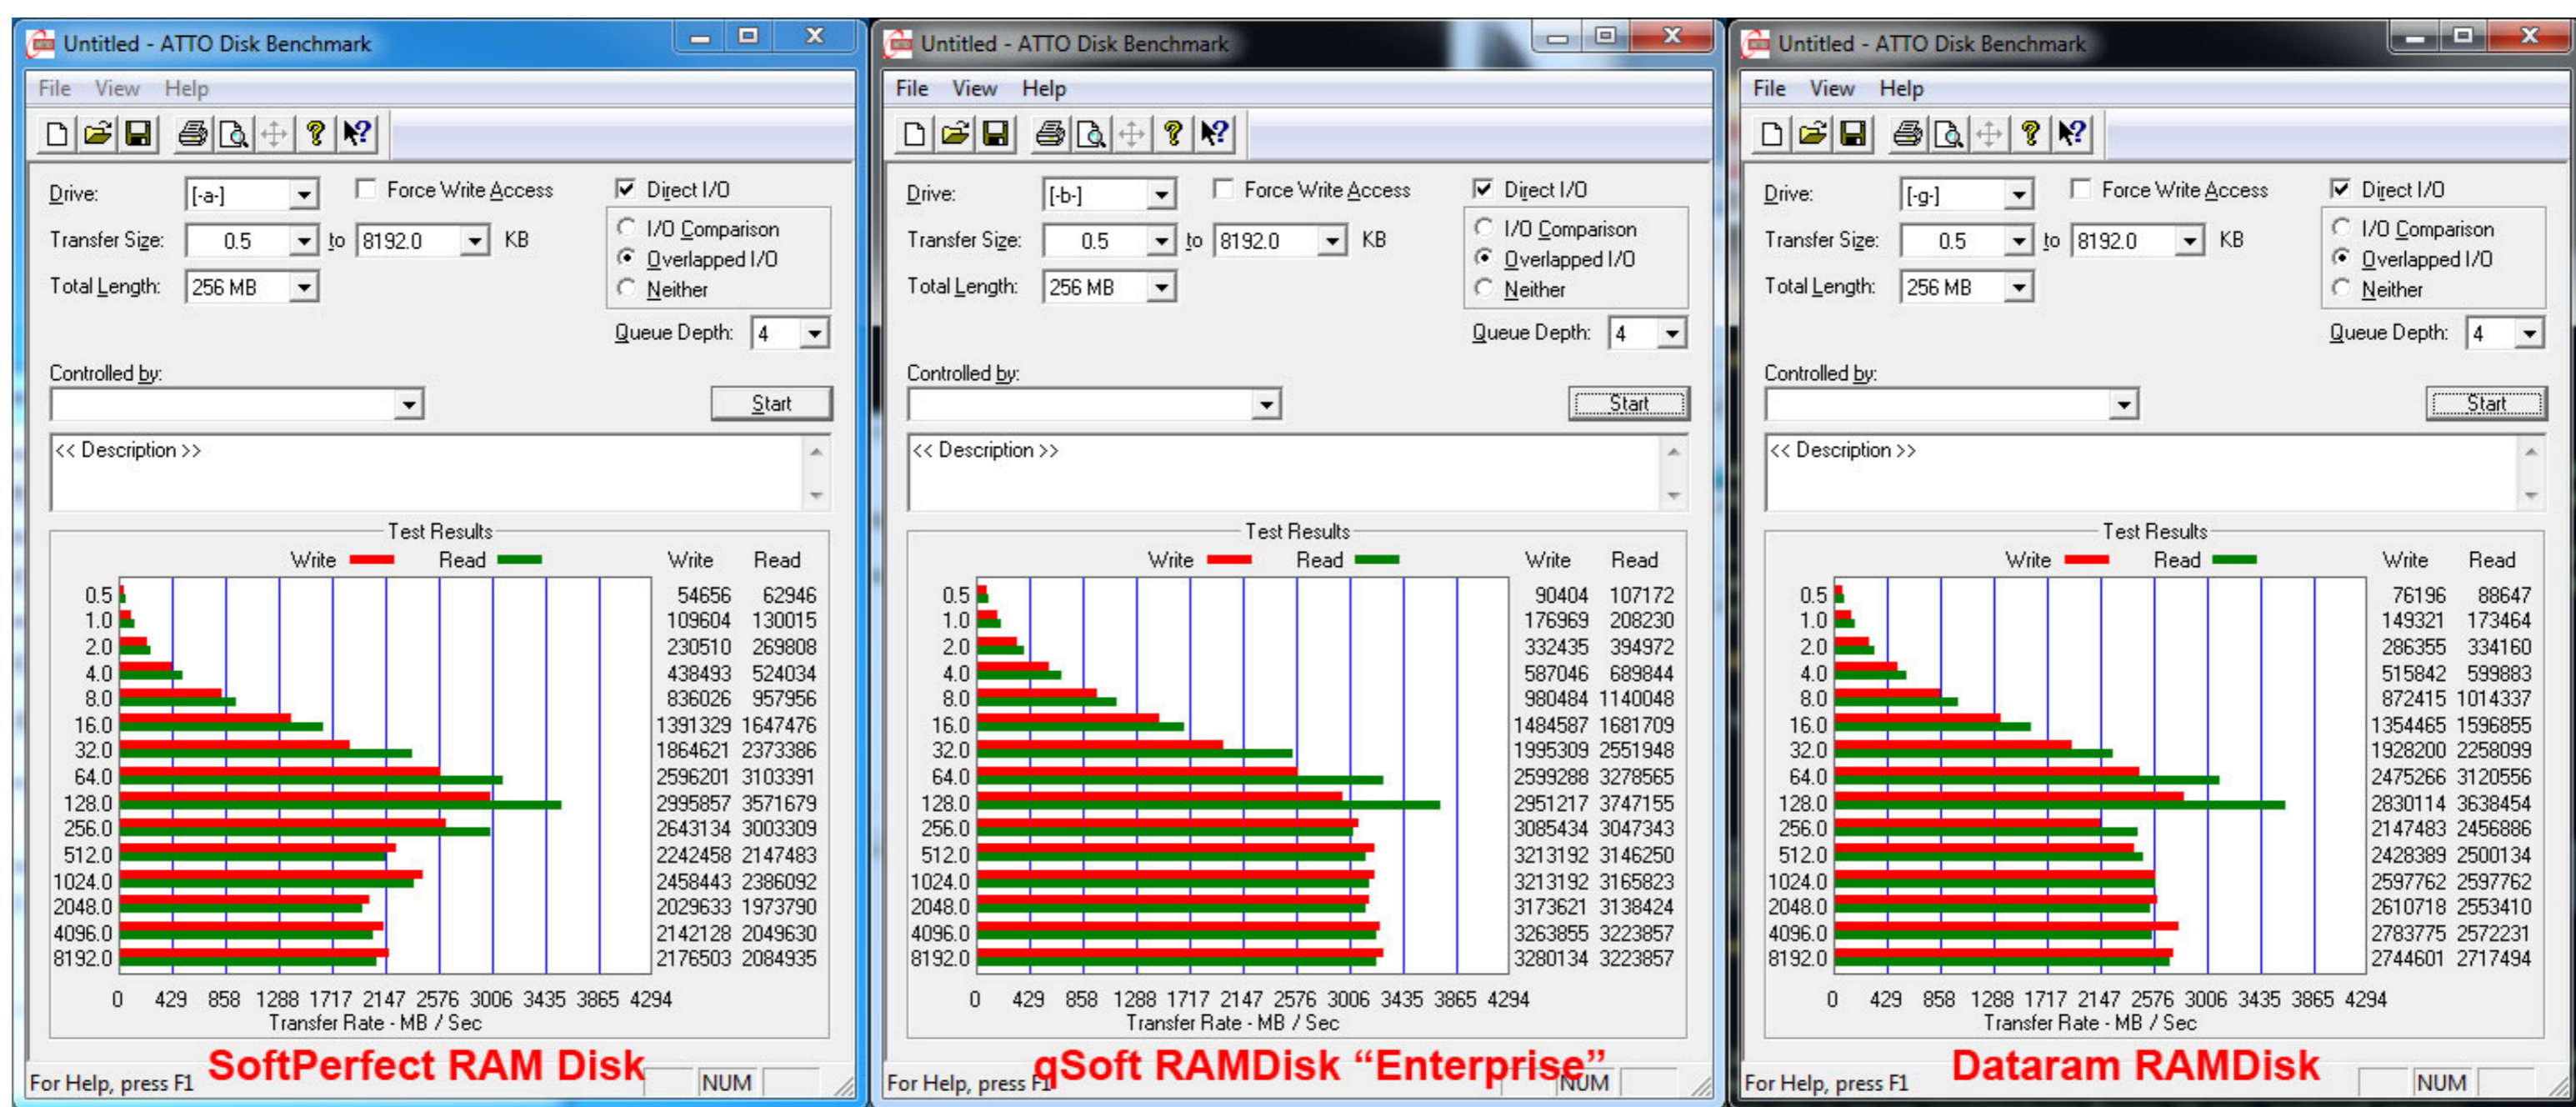 Untitled - ATTO Disk Benchmark
File View Help
Drive: [-a-] Force Write Access Direct I/O
Transfer Size: 0.5 to 8192.0 KB I/O Comparison
Overlapped I/O
Total Length: 256 MB Neither
Queue Depth: 4
Controlled by:
Start
<< Description >>
Test Results
Write Read Write Read
0.5 54656 62946
1.0 109604 130015
2.0 230510 269808
4.0 438493 524034
8.0 836026 957956
16.0 1391329 1647476
32.0 1864621 2373386
64.0 2596201 3103391
128.0 2995857 3571679
256.0 2643134 3003309
512.0 2242458 2147483
1024.0 2458443 2386092
2048.0 2029633 1973790
4096.0 2142128 2049630
8192.0 2176503 2084935
0 429 858 1288 1717 2147 2576 3006 3435 3865 4294
Transfer Rate - MB / Sec
SoftPerfect RAM Disk
For Help, press F1 NUM
Untitled - ATTO Disk Benchmark
File View Help
Drive: [-b-] Force Write Access Direct I/O
Transfer Size: 0.5 to 8192.0 KB I/O Comparison
Overlapped I/O
Total Length: 256 MB Neither
Queue Depth: 4
Controlled by:
Start
<< Description >>
Test Results
Write Read Write Read
0.5 90404 107172
1.0 176969 208230
2.0 332435 394972
4.0 587046 689844
8.0 980484 1140048
16.0 1484587 1681709
32.0 1995309 2551948
64.0 2599288 3278565
128.0 2951217 3747155
256.0 3085434 3047343
512.0 3213192 3146250
1024.0 3213192 3165823
2048.0 3173621 3138424
4096.0 3263855 3223857
8192.0 3280134 3223857
0 429 858 1288 1717 2147 2576 3006 3435 3865 4294
Transfer Rate - MB / Sec
qSoft RAMDisk “Enterprise”
For Help, press F1 NUM
Untitled - ATTO Disk Benchmark
File View Help
Drive: [-g-] Force Write Access Direct I/O
Transfer Size: 0.5 to 8192.0 KB I/O Comparison
Overlapped I/O
Total Length: 256 MB Neither
Queue Depth: 4
Controlled by:
Start
<< Description >>
Test Results
Write Read Write Read
0.5 76196 88647
1.0 149321 173464
2.0 286355 334160
4.0 515842 599883
8.0 872415 1014337
16.0 1354465 1596855
32.0 1928200 2258099
64.0 2475266 3120556
128.0 2830114 3638454
256.0 2147483 2456886
512.0 2428389 2500134
1024.0 2597762 2597762
2048.0 2610718 2553410
4096.0 2783775 2572231
8192.0 2744601 2717494
0 429 858 1288 1717 2147 2576 3006 3435 3865 4294
Transfer Rate - MB / Sec
Dataram RAMDisk
For Help, press F1 NUM